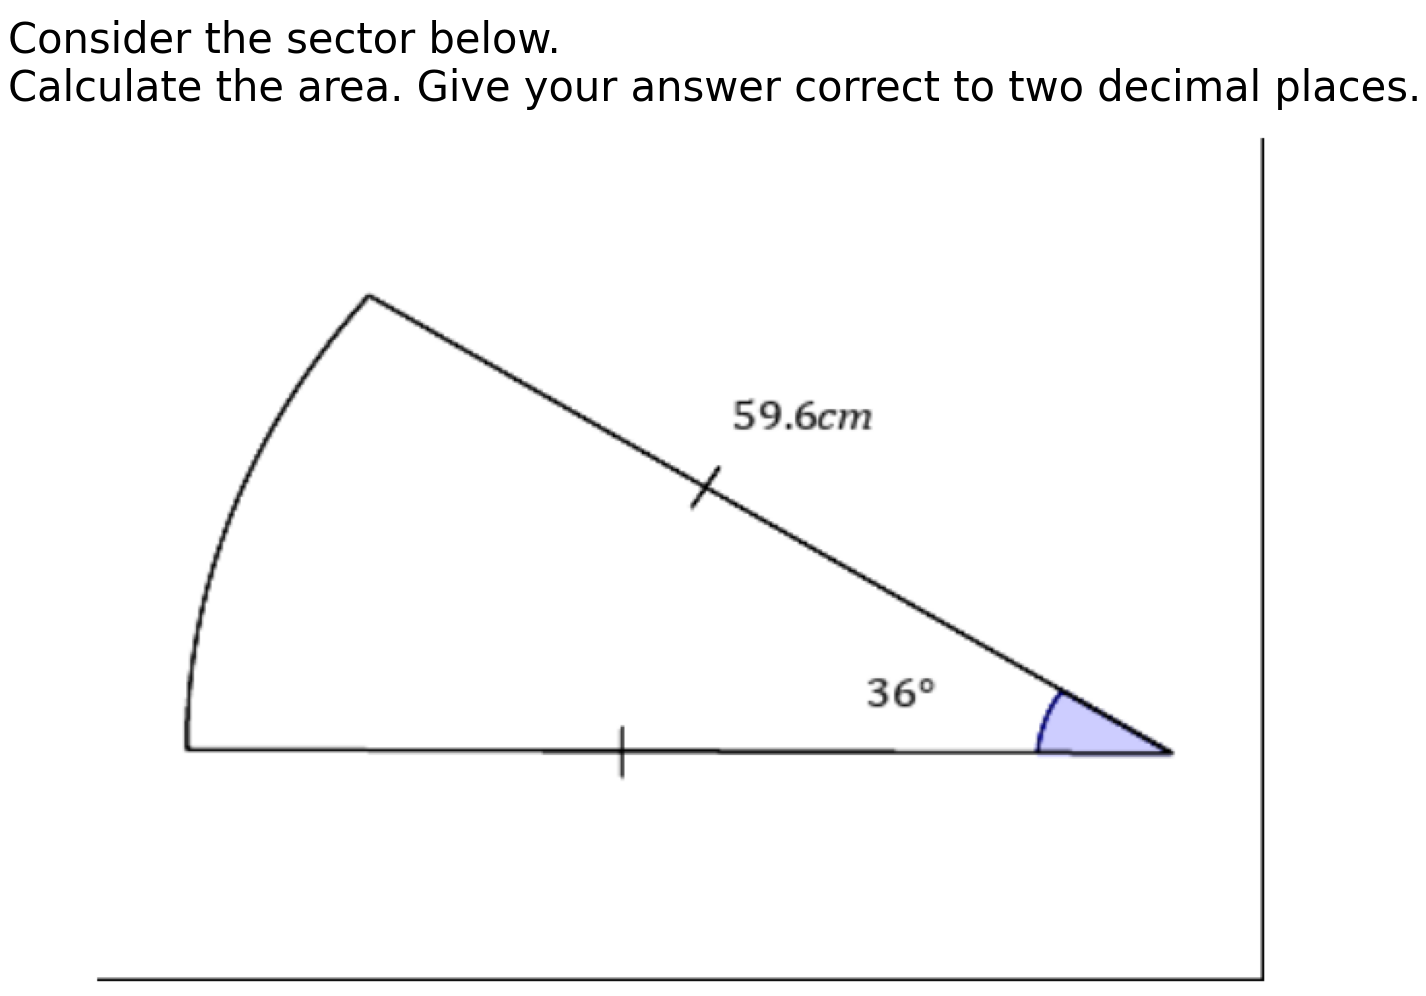 Consider the sector below.
Calculate the area. Give your answer correct to two decimal places.
59.6cm
36°